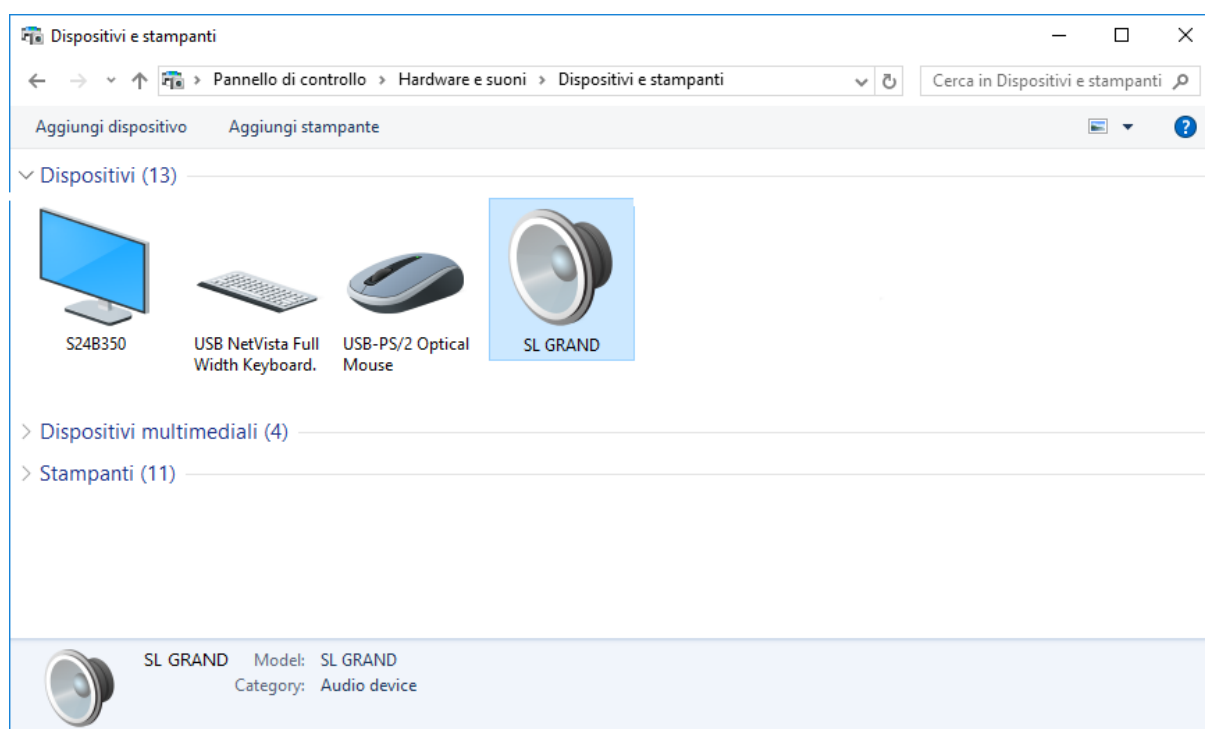 Dispositivi e stampanti
Pannello di controllo > Hardware e suoni > Dispositivi e stampanti
Cerca in Dispositivi e stampanti
Aggiungi dispositivo Aggiungi stampante
?
Dispositivi (13)
S24B350
USB NetVista Full
Width Keyboard.
USB-PS/2 Optical
Mouse
SL GRAND
Dispositivi multimediali (4)
Stampanti (11)
SL GRAND Model: SL GRAND
Category: Audio device